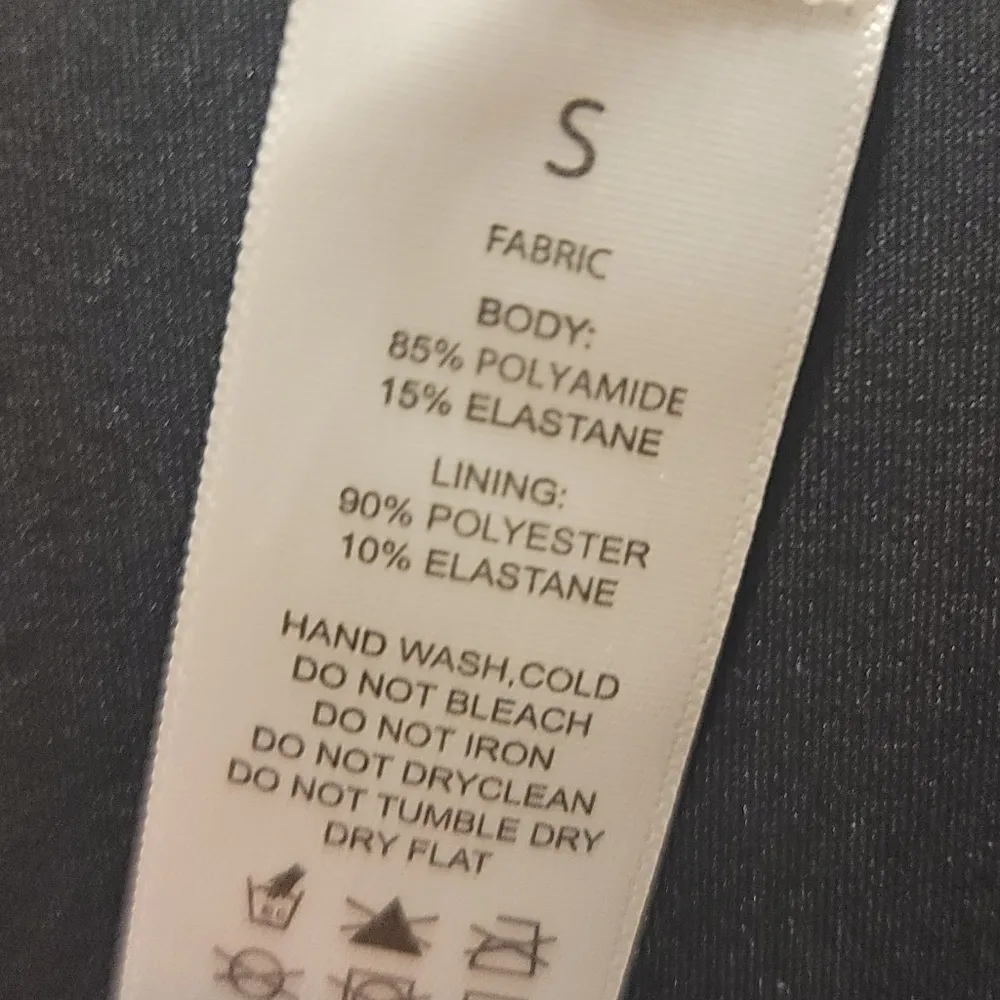 S
FABRIC
BODY:
85% POLYAMIDE
15% ELASTANE
LINING:
90% POLYESTER
10% ELASTANE
HAND WASH,COLD
DO NOT BLEACH
DO NOT IRON
DO NOT DRYCLEAN
DO NOT TUMBLE DRY
DRY FLAT